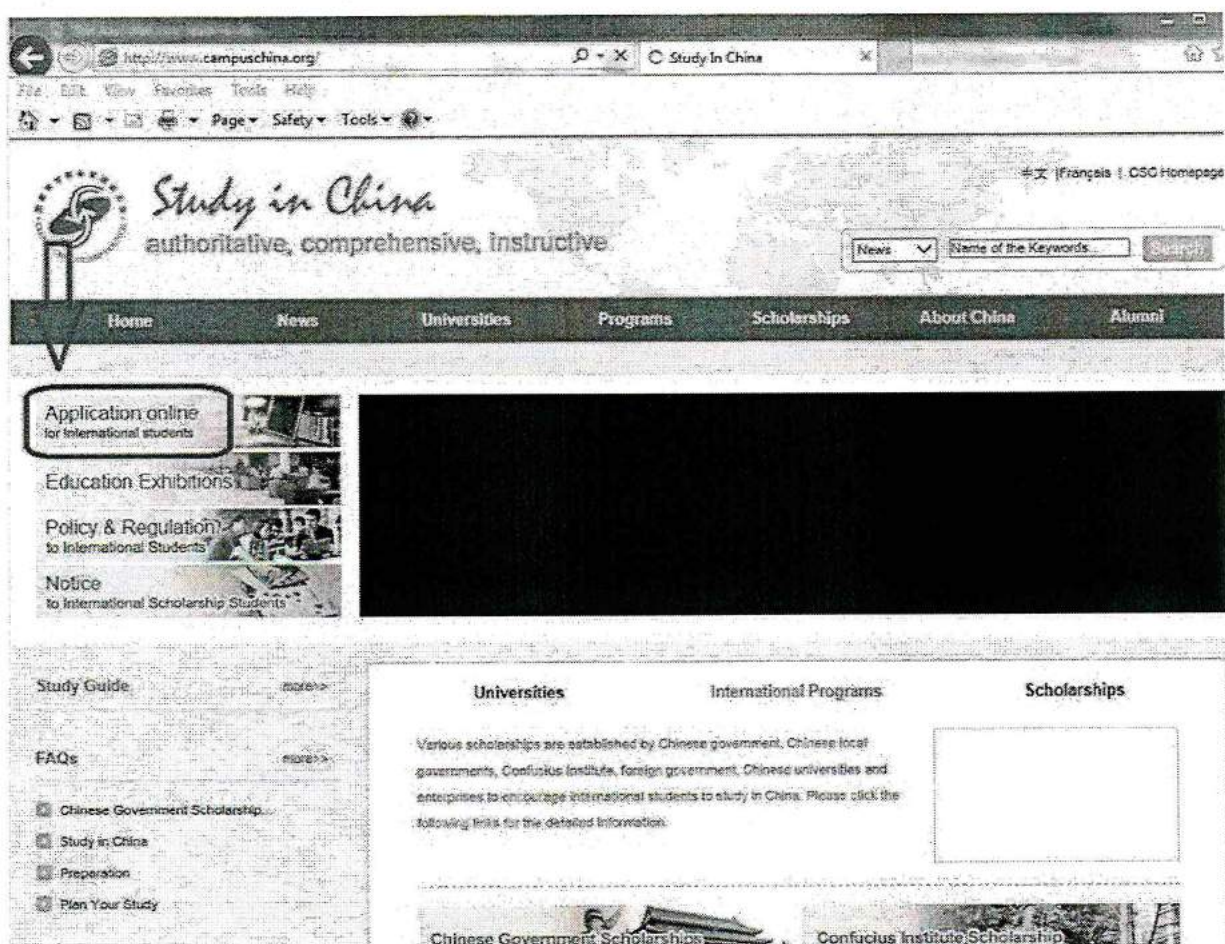 http://www.campuschina.org/
Study In China
File Edit View Favorites Tools Help
Page Safety Tools
Study in China
authoritative, comprehensive, instructive
中文 |Français | CSC Homepage
News Name of the Keywords... Search
Home News Universities Programs Scholarships About China Alumni
Application online
for international students
Education Exhibitions
Policy & Regulation
to International Students
Notice
to International Scholarship Students
Study Guide more>>
FAQs more>>
Chinese Government Scholarship...
Study in China
Preparation
Plan Your Study
Universities International Programs Scholarships
Various scholarships are established by Chinese government, Chinese local
governments, Confucius Institute, foreign government, Chinese universities and
enterprises to encourage international students to study in China. Please click the
following links for the detailed information.
Chinese Government Scholarships
Confucius Institute Scholarship